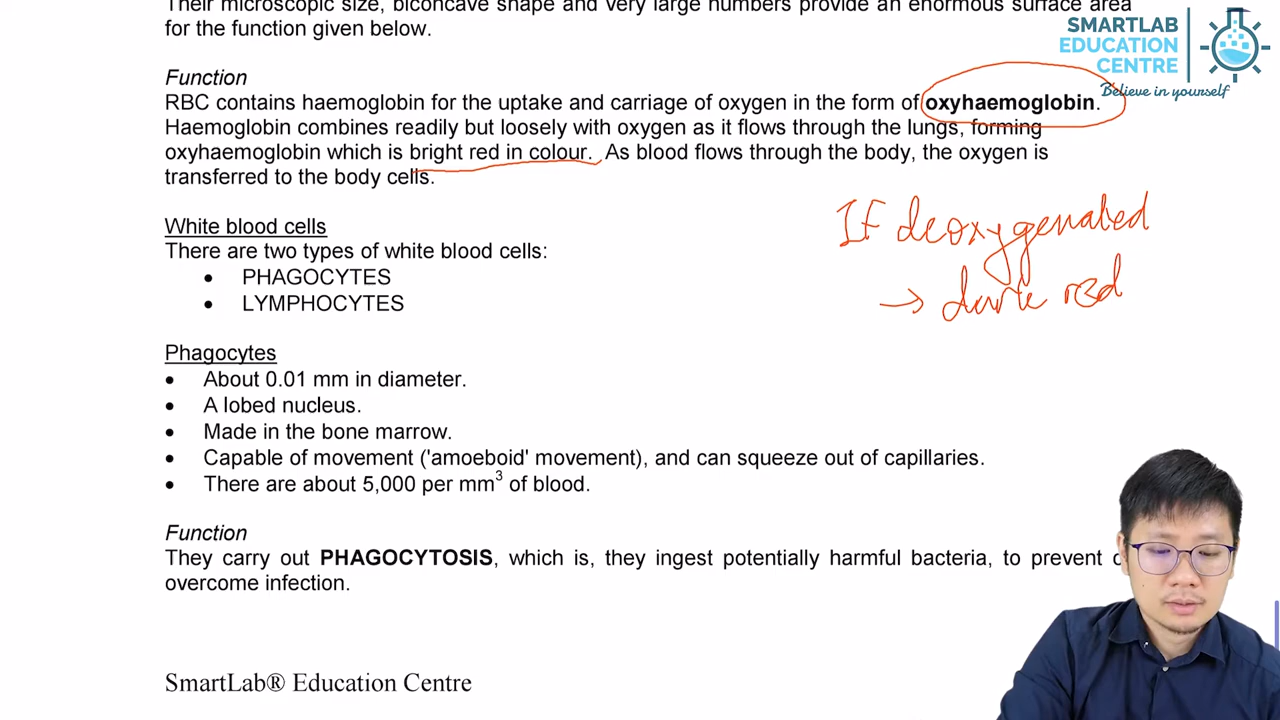 Their microscopic size, biconcave shape and very large numbers provide an enormous surface area
for the function given below.
SMARTLAB
EDUCATION
CENTRE
Believe in yourself
Function
RBC contains haemoglobin for the uptake and carriage of oxygen in the form of oxyhaemoglobin.
Haemoglobin combines readily but loosely with oxygen as it flows through the lungs, forming
oxyhaemoglobin which is bright red in colour. As blood flows through the body, the oxygen is
transferred to the body cells.
If deoxygenated
→ dark red
White blood cells
There are two types of white blood cells:
• PHAGOCYTES
• LYMPHOCYTES
Phagocytes
• About 0.01 mm in diameter.
• A lobed nucleus.
• Made in the bone marrow.
• Capable of movement ('amoeboid' movement), and can squeeze out of capillaries.
• There are about 5,000 per mm³ of blood.
Function
They carry out PHAGOCYTOSIS, which is, they ingest potentially harmful bacteria, to prevent
overcome infection.
SmartLab® Education Centre